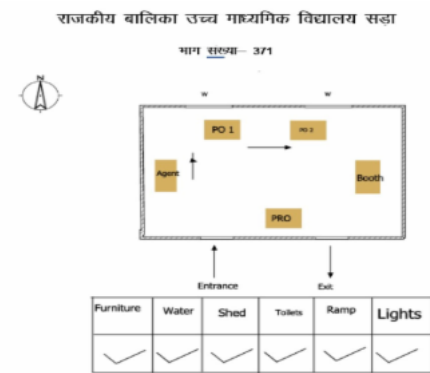 राजकीय बालिका उच्च माध्यमिक विद्यालय सड़ा
भाग संख्या– 371
N
W W
PO 1 PO 2
Agent Booth
PRO
Entrance Exit
Furniture Water Shed Toilets Ramp Lights